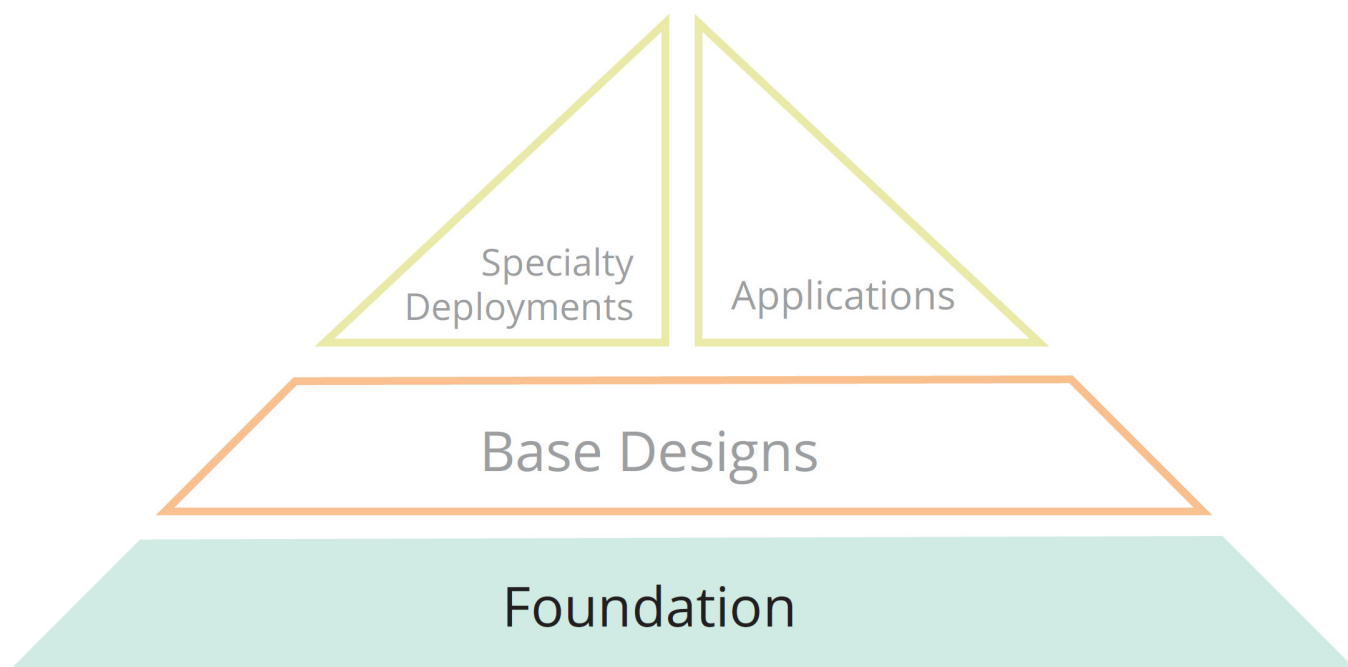 Specialty
Deployments
Applications
Base Designs
Foundation